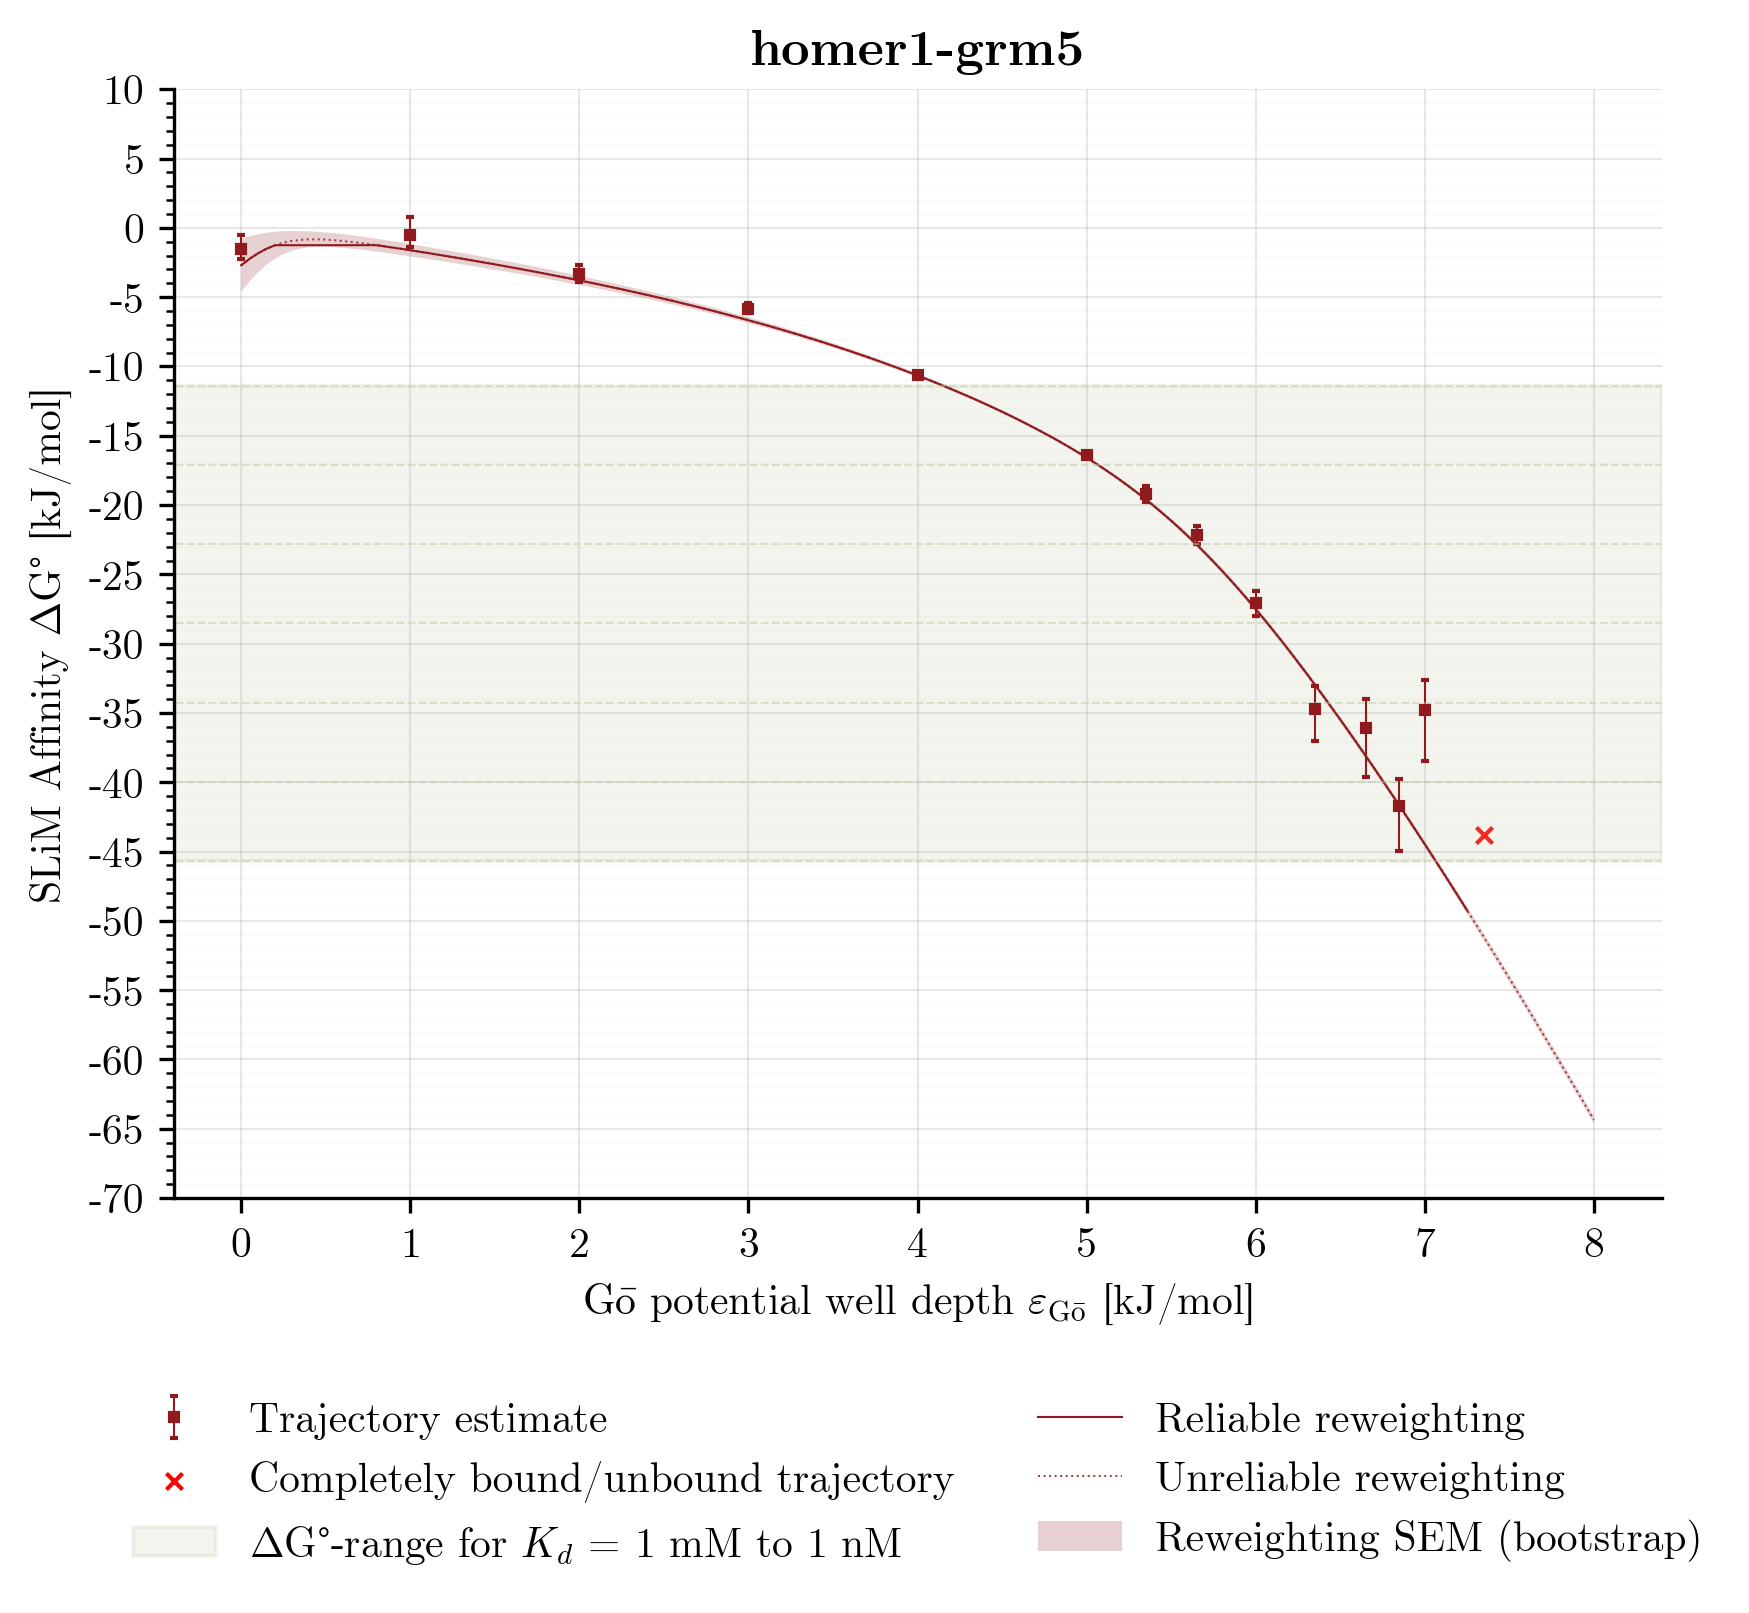 homer1-grm5
10
5
0
-5
-10
-15
-20
-25
-30
-35
-40
-45
-50
-55
-60
-65
-70
SLiM Affinity ΔG° [kJ/mol]
0 1 2 3 4 5 6 7 8
Gō potential well depth ε_Gō [kJ/mol]
Trajectory estimate
Completely bound/unbound trajectory
ΔG°-range for K_d = 1 mM to 1 nM
Reliable reweighting
Unreliable reweighting
Reweighting SEM (bootstrap)